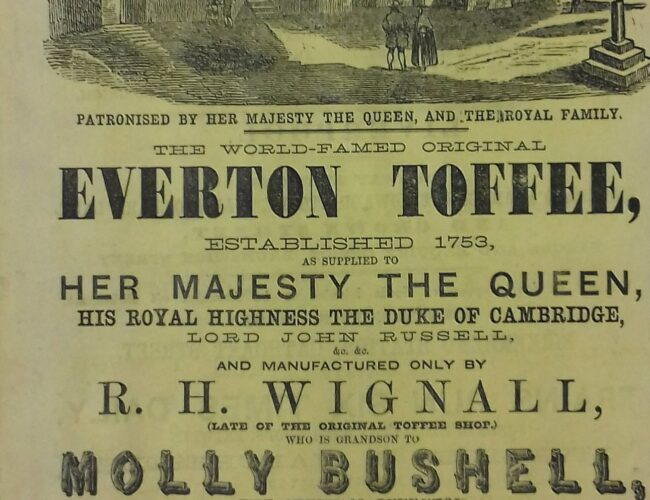 PATRONISED BY HER MAJESTY THE QUEEN, AND THE ROYAL FAMILY.
THE WORLD-FAMED ORIGINAL
EVERTON TOFFEE,
ESTABLISHED 1753,
AS SUPPLIED TO
HER MAJESTY THE QUEEN,
HIS ROYAL HIGHNESS THE DUKE OF CAMBRIDGE,
LORD JOHN RUSSELL,
&c. &c.
AND MANUFACTURED ONLY BY
R. H. WIGNALL,
(LATE OF THE ORIGINAL TOFFEE SHOP.)
WHO IS GRANDSON TO
MOLLY BUSHELL,